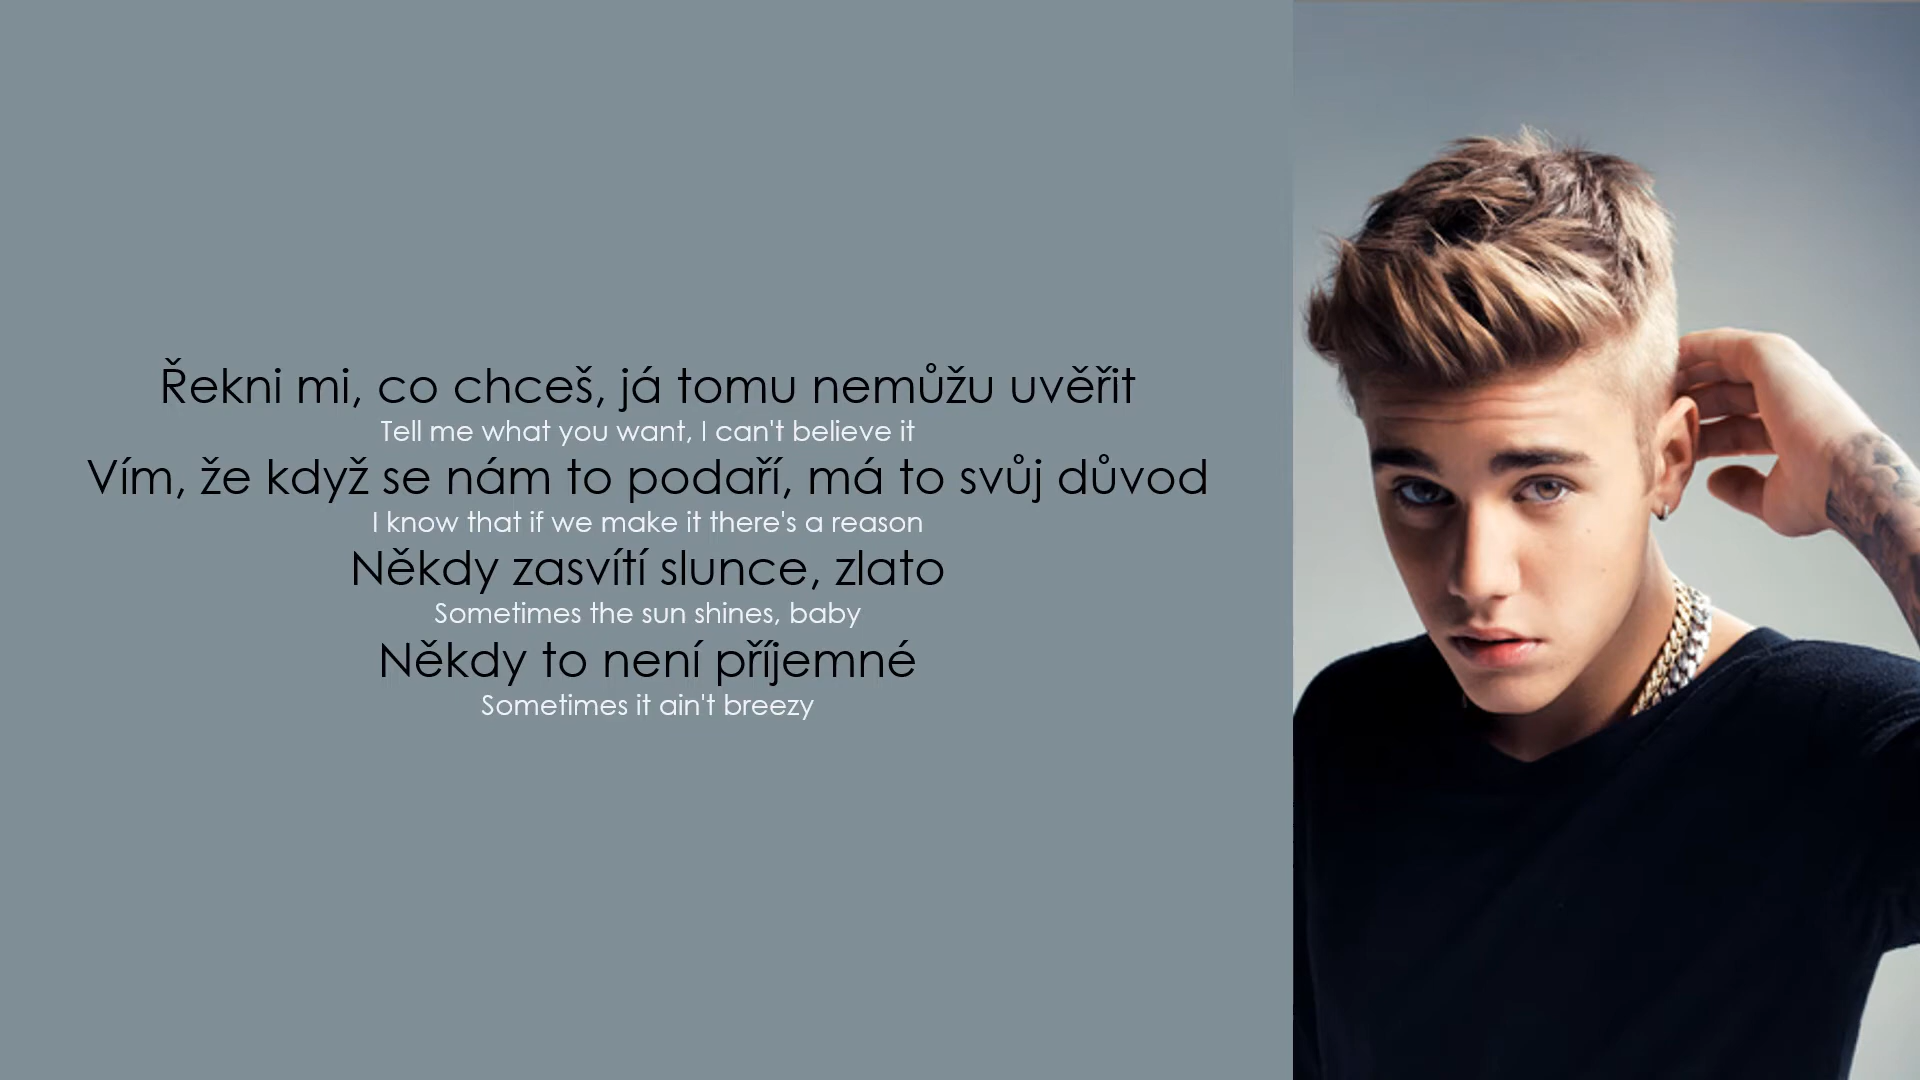 Řekni mi, co chceš, já tomu nemůžu uvěřit
Tell me what you want, I can't believe it
Vím, že když se nám to podaří, má to svůj důvod
I know that if we make it there's a reason
Někdy zasvítí slunce, zlato
Sometimes the sun shines, baby
Někdy to není příjemné
Sometimes it ain't breezy